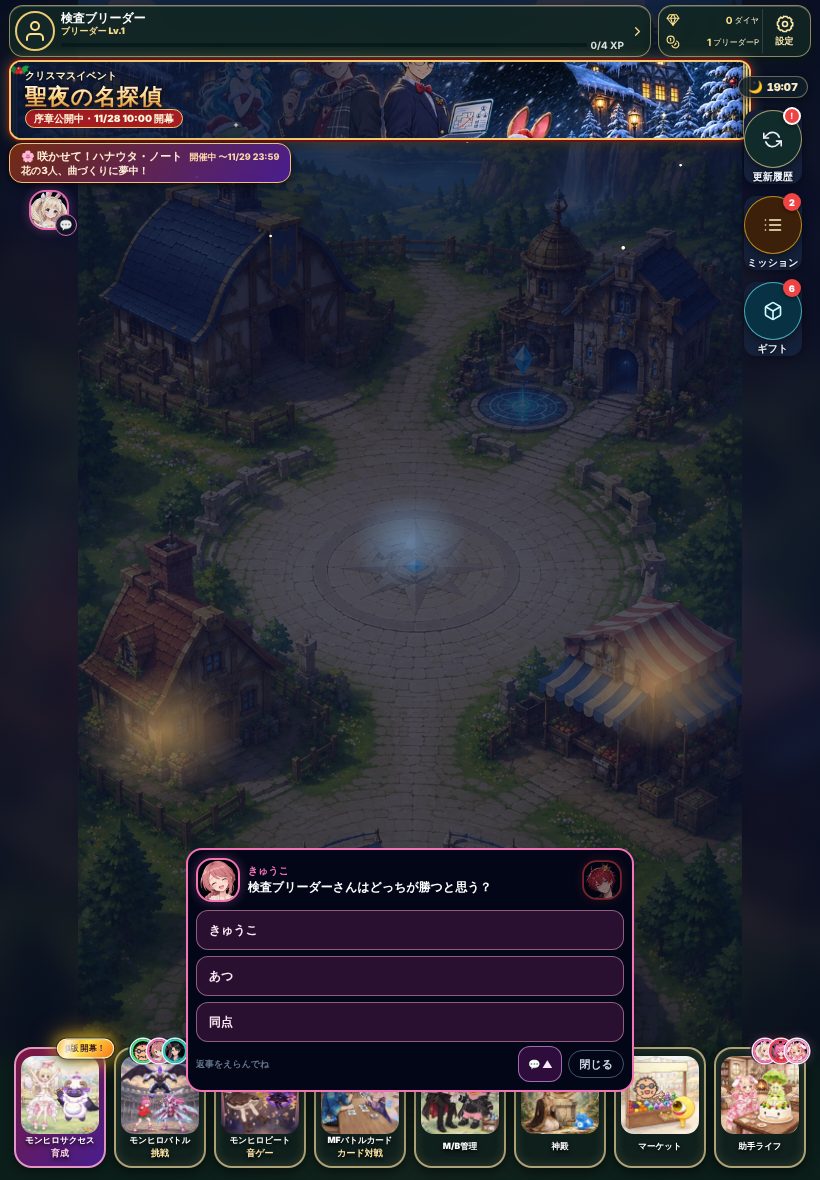 検査ブリーダー
ブリーダー Lv.1
0/4 XP
0 ダイヤ
1 ブリーダーP
設定
クリスマスイベント
聖夜の名探偵
序章公開中・11/28 10:00 開幕
19:07
!
更新履歴
🌸 咲かせて！ハナウタ・ノート 開催中 〜11/29 23:59
花の3人、曲づくりに夢中！
2
ミッション
6
ギフト
きゅうこ
検査ブリーダーさんはどっちが勝つと思う？
きゅうこ
あつ
同点
返事をえらんでね
💬▲
閉じる
版 開幕！
モンヒロサクセス
育成
モンヒロバトル
挑戦
モンヒロビート
音ゲー
MFバトルカード
カード対戦
M/B管理
神殿
マーケット
助手ライフ